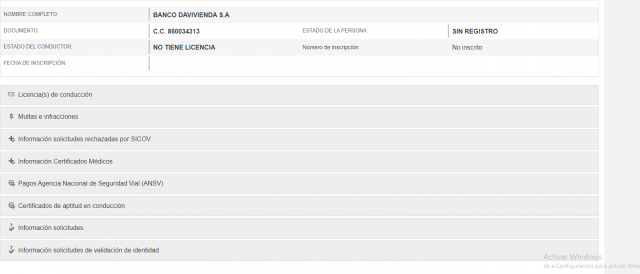 NOMBRE COMPLETO: BANCO DAVIVIENDA S.A
DOCUMENTO: C.C. 860034313 ESTADO DE LA PERSONA: SIN REGISTRO
ESTADO DEL CONDUCTOR: NO TIENE LICENCIA Número de inscripción: No inscrito
FECHA DE INSCRIPCIÓN:
Licencia(s) de conducción
$ Multas e infracciones
Información solicitudes rechazadas por SICOV
Información Certificados Médicos
Pagos Agencia Nacional de Seguridad Vial (ANSV)
Certificados de aptitud en conducción
Información solicitudes
Información solicitudes de validación de identidad
Activar Windows
Ve a Configuración para activar Win